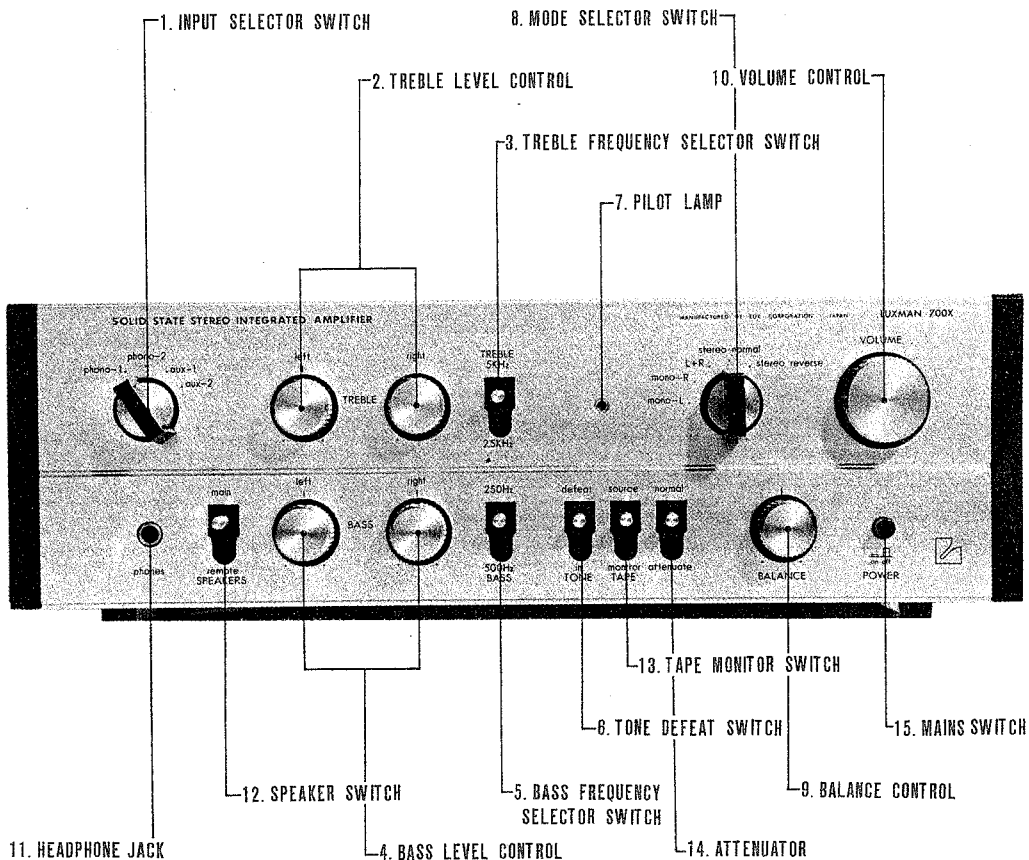 1. INPUT SELECTOR SWITCH
8. MODE SELECTOR SWITCH
2. TREBLE LEVEL CONTROL
10. VOLUME CONTROL
3. TREBLE FREQUENCY SELECTOR SWITCH
7. PILOT LAMP
SOLID STATE STEREO INTEGRATED AMPLIFIER
MANUFACTURED BY LUX CORPORATION JAPAN
LUXMAN 700X
phono-1
phono-2
aux-1
aux-2
left
TREBLE
right
TREBLE
5KHz
2.5KHz
mono-L
mono-R
L+R
stereo normal
stereo reverse
VOLUME
phones
main
remote
SPEAKERS
left
BASS
right
250Hz
500Hz
BASS
defeat
in
TONE
source
monitor
TAPE
normal
attenuate
BALANCE
on off
POWER
13. TAPE MONITOR SWITCH
6. TONE DEFEAT SWITCH
15. MAINS SWITCH
12. SPEAKER SWITCH
5. BASS FREQUENCY
SELECTOR SWITCH
9. BALANCE CONTROL
11. HEADPHONE JACK
4. BASS LEVEL CONTROL
14. ATTENUATOR